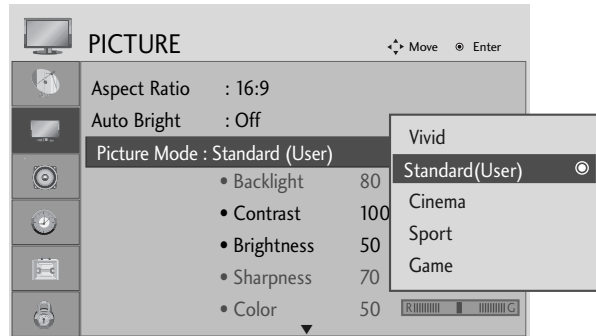 PICTURE Move Enter
Aspect Ratio : 16:9
Auto Bright : Off
Picture Mode : Standard (User)
• Backlight 80
• Contrast 100
• Brightness 50
• Sharpness 70
• Color 50 R G
Vivid
Standard(User)
Cinema
Sport
Game